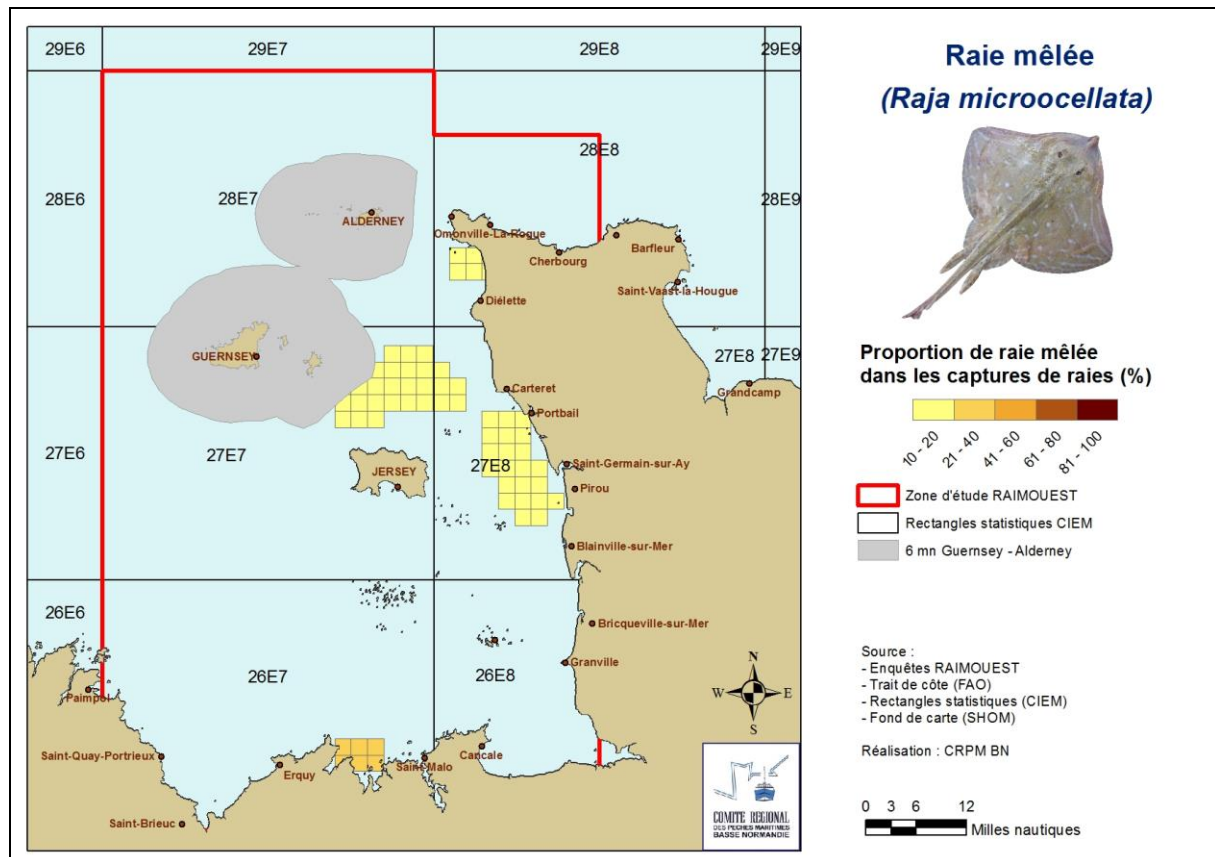 29E6
29E7
29E8
29E9
28E6
28E7
28E8
28E9
ALDERNEY
Omonville-La-Rogue
Cherbourg
Barfleur
Saint-Vaast-la-Hougue
Diélette
GUERNSEY
27E8
27E9
Grandcamp
Carteret
Portbail
27E6
27E7
27E8
Saint-Germain-sur-Ay
JERSEY
Pirou
Blainville-sur-Mer
26E6
Bricqueville-sur-Mer
Granville
26E7
26E8
Paimpol
N
W
E
S
Saint-Quay-Portrieux
Erquy
Saint-Malo
Cancale
Saint-Brieuc
COMITE REGIONAL
DES PECHES MARITIMES
BASSE NORMANDIE
Raie mêlée
(Raja microocellata)
Proportion de raie mêlée
dans les captures de raies (%)
10 - 20
21 - 40
41 - 60
61 - 80
81 - 100
Zone d'étude RAIMOUEST
Rectangles statistiques CIEM
6 mn Guernsey - Alderney
Source :
- Enquêtes RAIMOUEST
- Trait de côte (FAO)
- Rectangles statistiques (CIEM)
- Fond de carte (SHOM)
Réalisation : CRPM BN
0 3 6 12
Milles nautiques